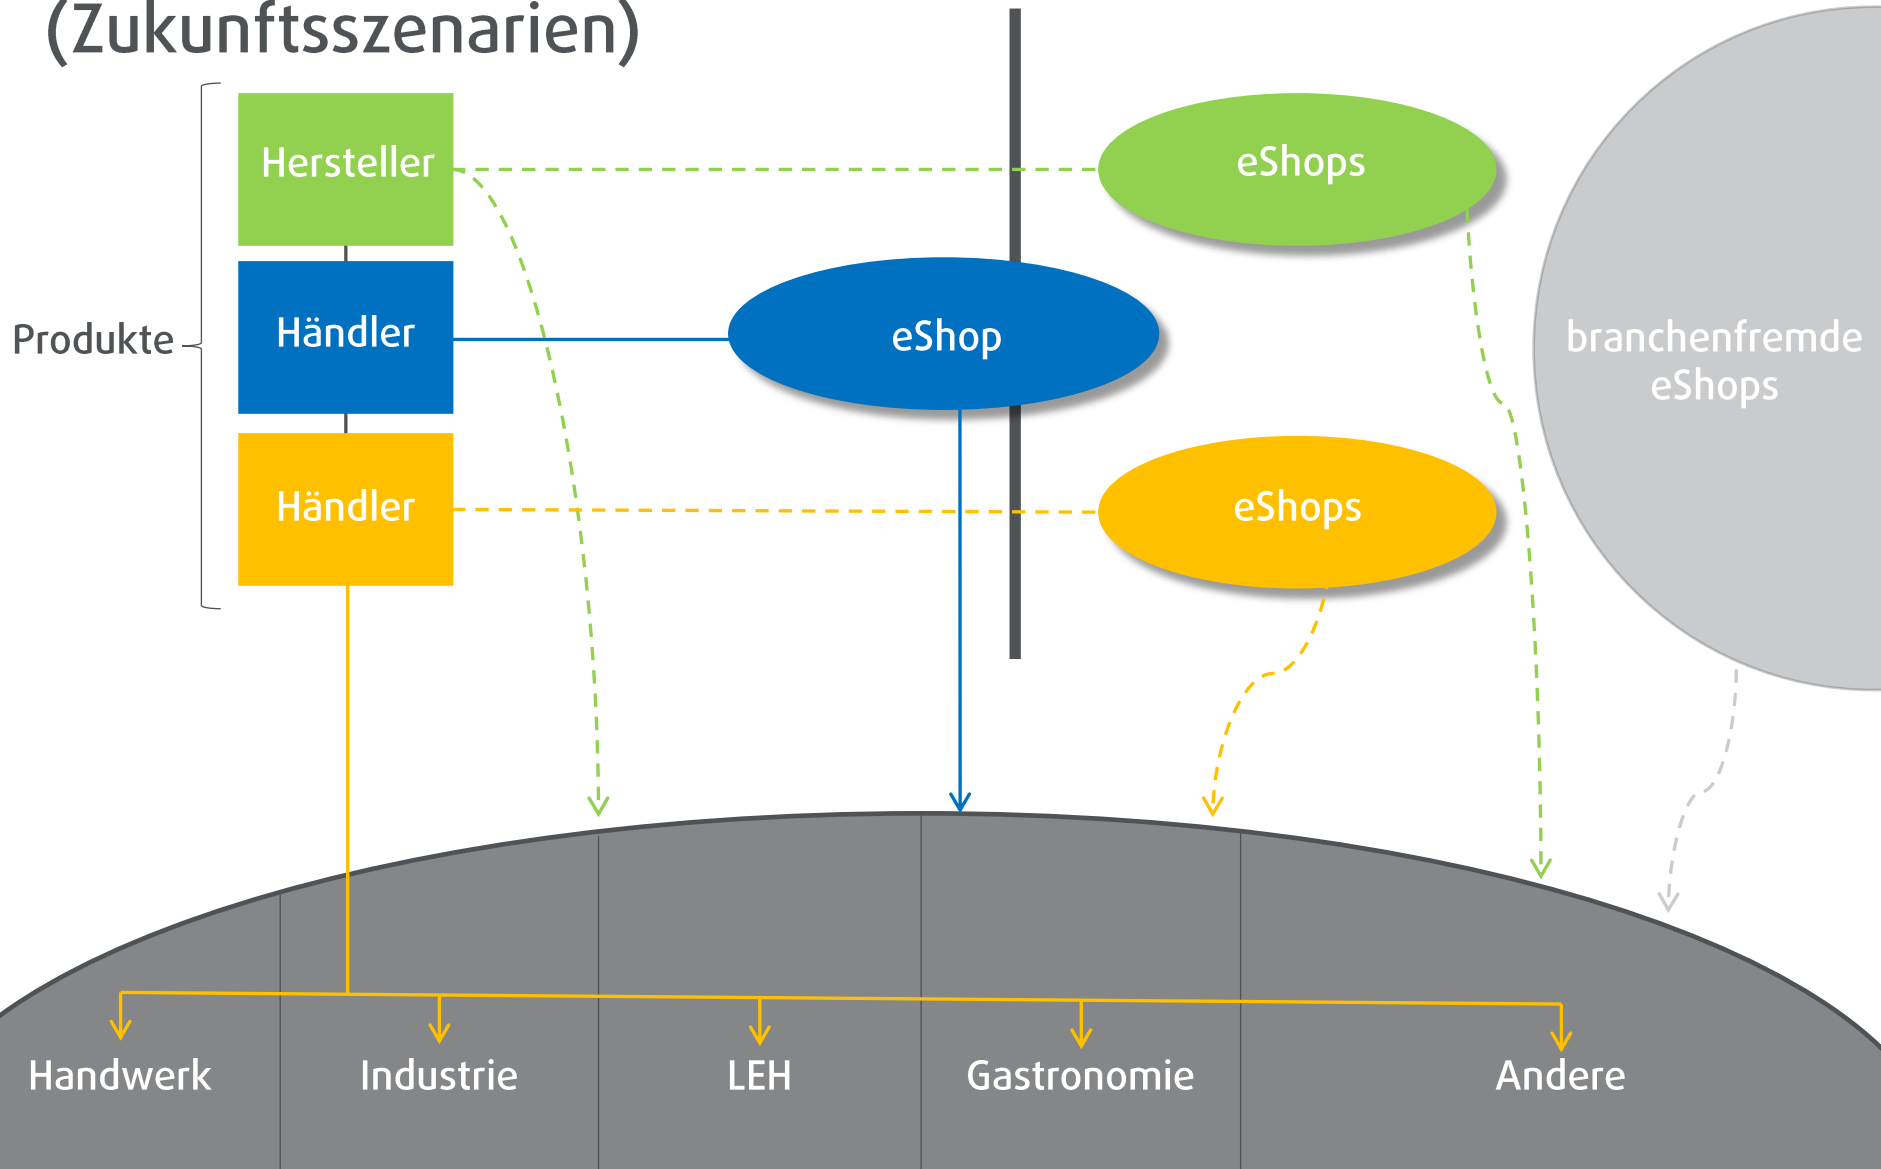 (Zukunftsszenarien)
Hersteller
eShops
Produkte
Händler
eShop
branchenfremde
eShops
Händler
eShops
Handwerk
Industrie
LEH
Gastronomie
Andere